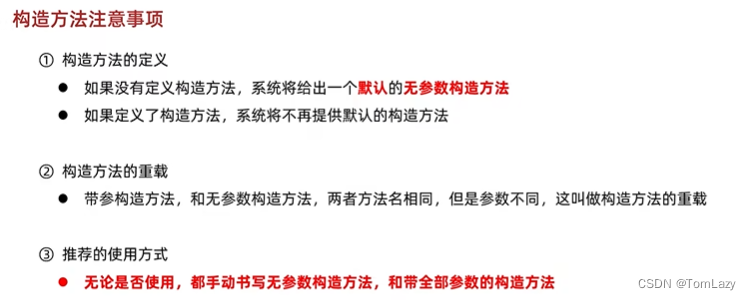 构造方法注意事项
① 构造方法的定义
● 如果没有定义构造方法，系统将给出一个默认的无参数构造方法
● 如果定义了构造方法，系统将不再提供默认的构造方法
② 构造方法的重载
● 带参构造方法，和无参数构造方法，两者方法名相同，但是参数不同，这叫做构造方法的重载
③ 推荐的使用方式
● 无论是否使用，都手动书写无参数构造方法，和带全部参数的构造方法
CSDN @TomLazy